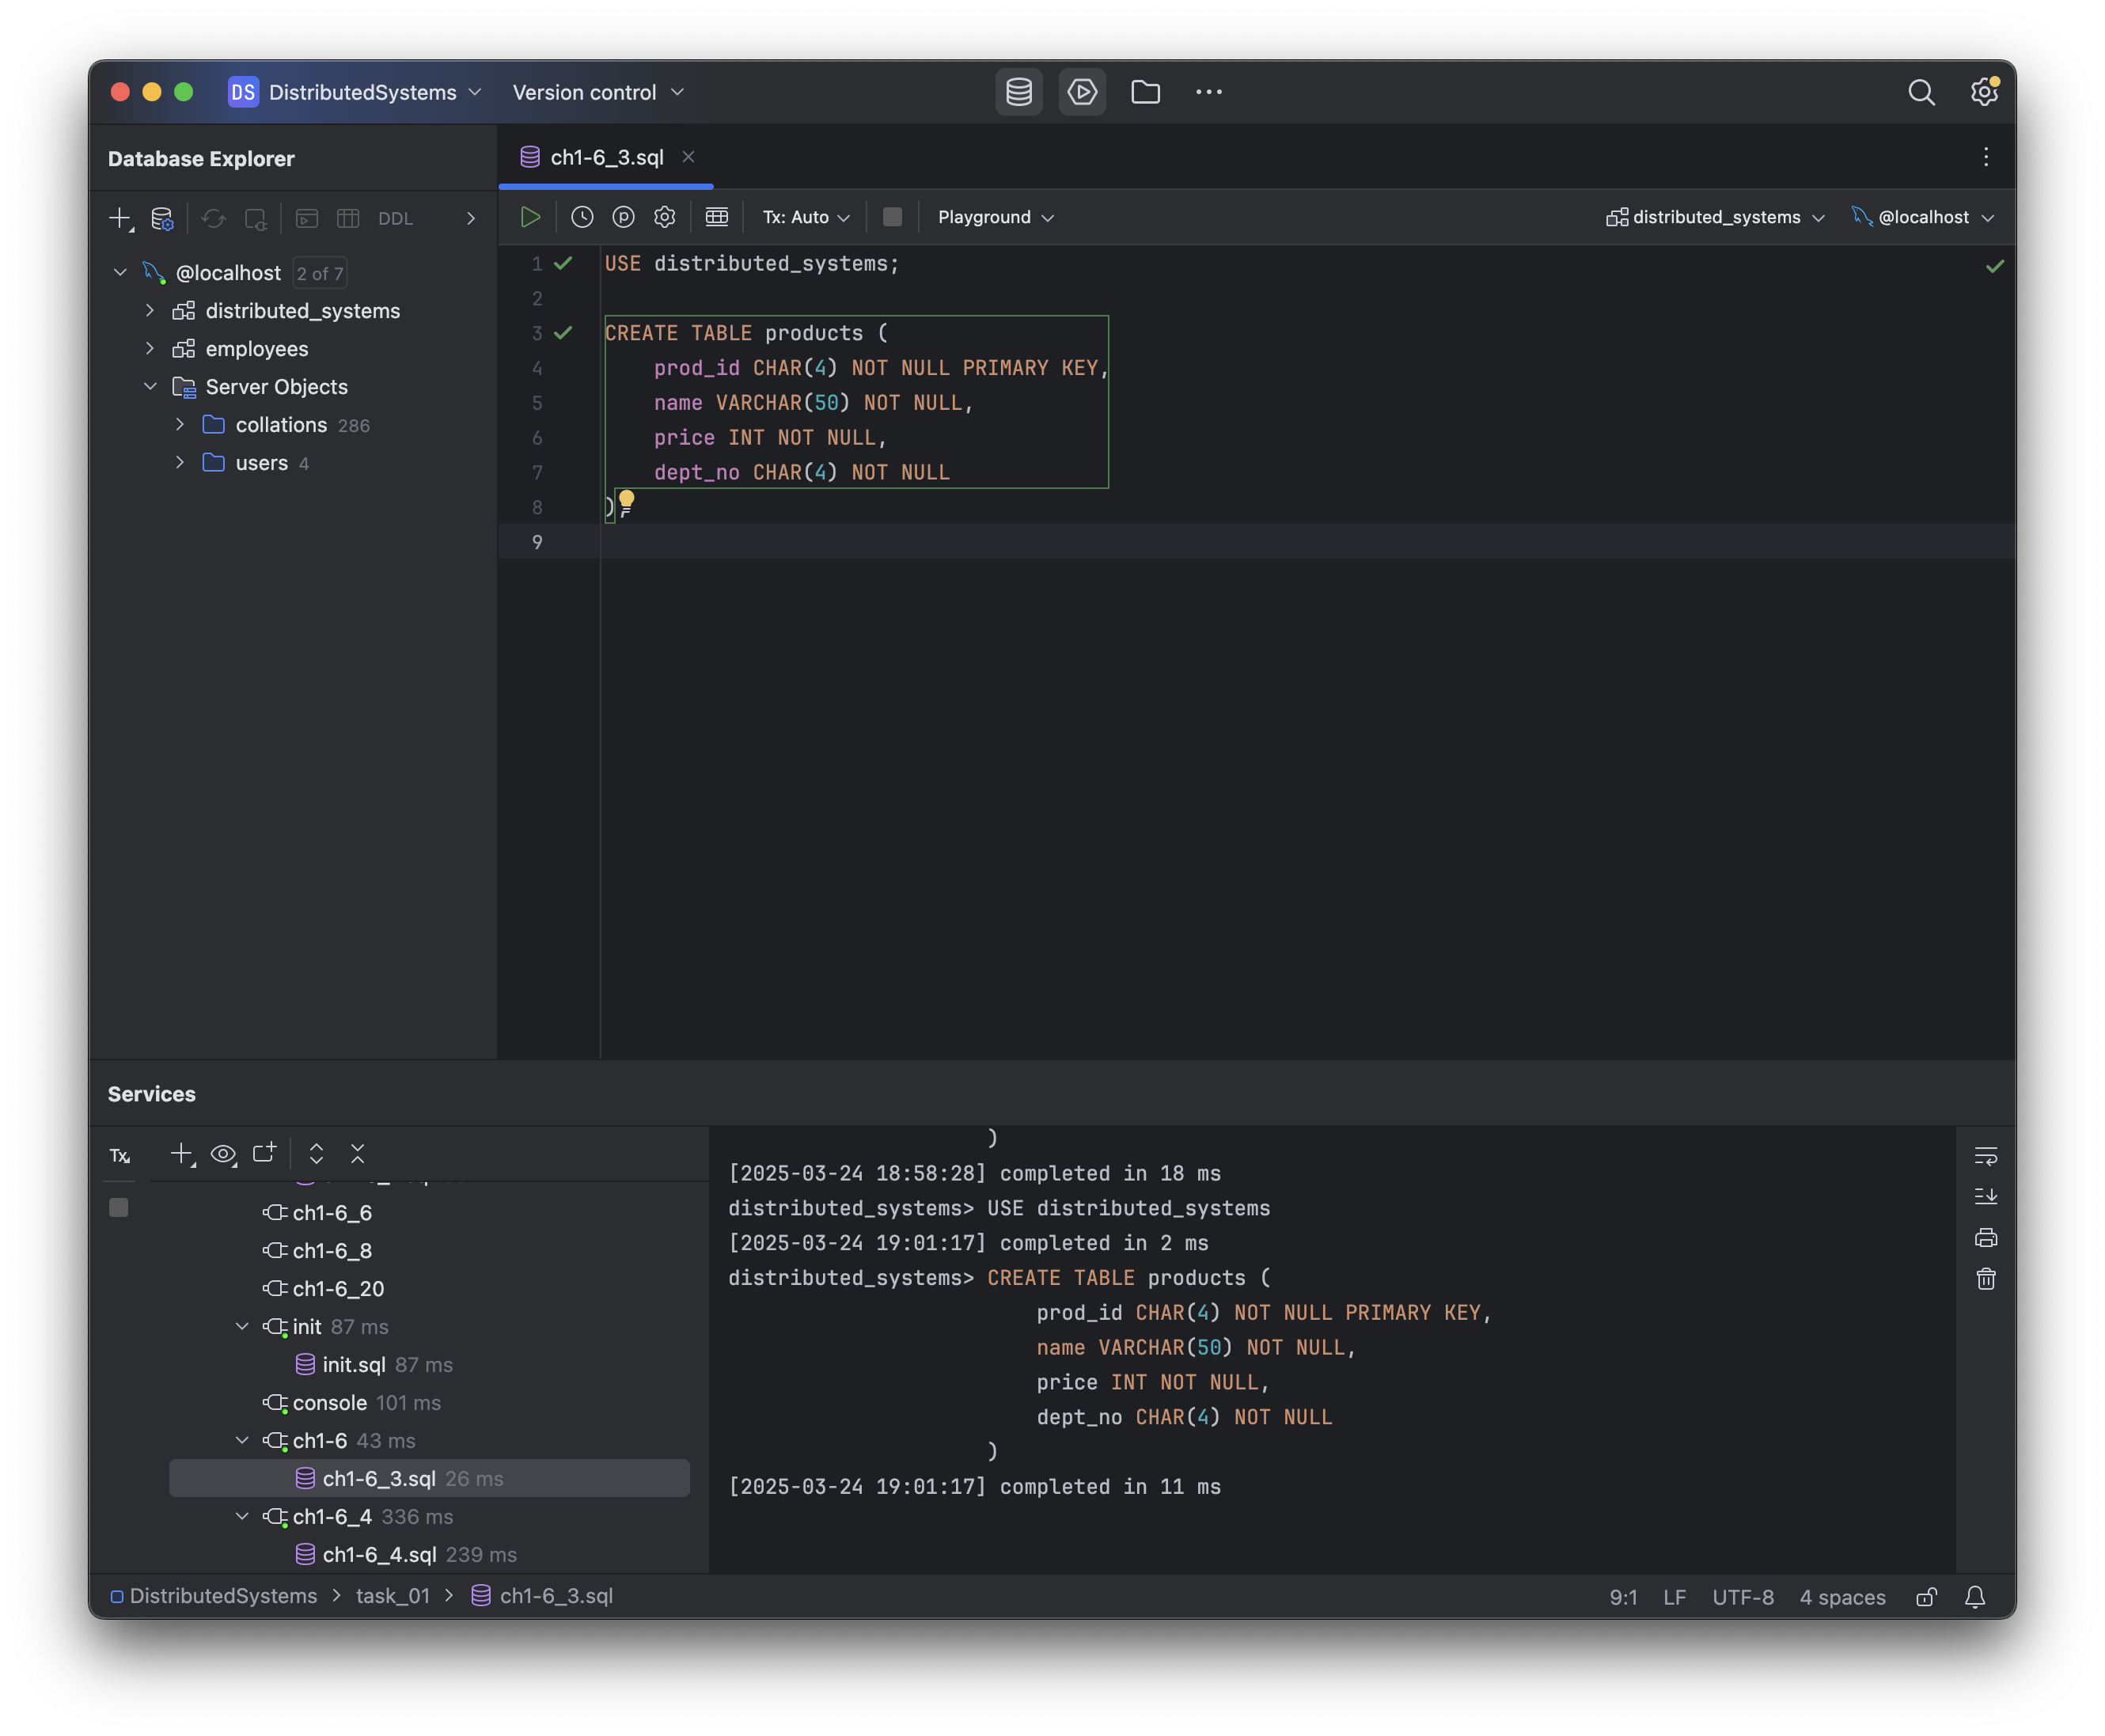 DS DistributedSystems Version control
Database Explorer
ch1-6_3.sql
DDL
Tx: Auto Playground distributed_systems @localhost
@localhost 2 of 7
distributed_systems
employees
Server Objects
collations 286
users 4
1 USE distributed_systems;
2
3 CREATE TABLE products (
4 prod_id CHAR(4) NOT NULL PRIMARY KEY,
5 name VARCHAR(50) NOT NULL,
6 price INT NOT NULL,
7 dept_no CHAR(4) NOT NULL
8 );
9
Services
Tx
ch1-6_6
ch1-6_8
ch1-6_20
init 87 ms
init.sql 87 ms
console 101 ms
ch1-6 43 ms
ch1-6_3.sql 26 ms
ch1-6_4 336 ms
ch1-6_4.sql 239 ms
)
[2025-03-24 18:58:28] completed in 18 ms
distributed_systems> USE distributed_systems
[2025-03-24 19:01:17] completed in 2 ms
distributed_systems> CREATE TABLE products (
prod_id CHAR(4) NOT NULL PRIMARY KEY,
name VARCHAR(50) NOT NULL,
price INT NOT NULL,
dept_no CHAR(4) NOT NULL
)
[2025-03-24 19:01:17] completed in 11 ms
DistributedSystems > task_01 > ch1-6_3.sql
9:1 LF UTF-8 4 spaces